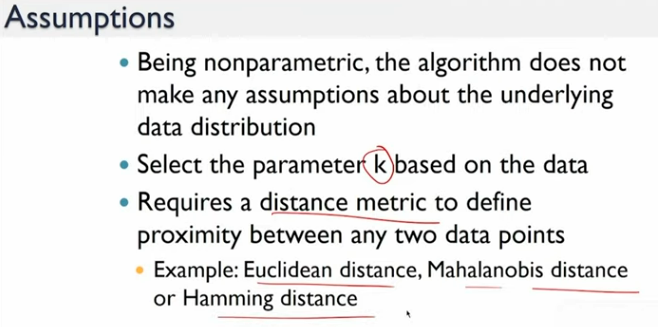 Assumptions
• Being nonparametric, the algorithm does not
make any assumptions about the underlying
data distribution
• Select the parameter k based on the data
• Requires a distance metric to define
proximity between any two data points
• Example: Euclidean distance, Mahalanobis distance
or Hamming distance